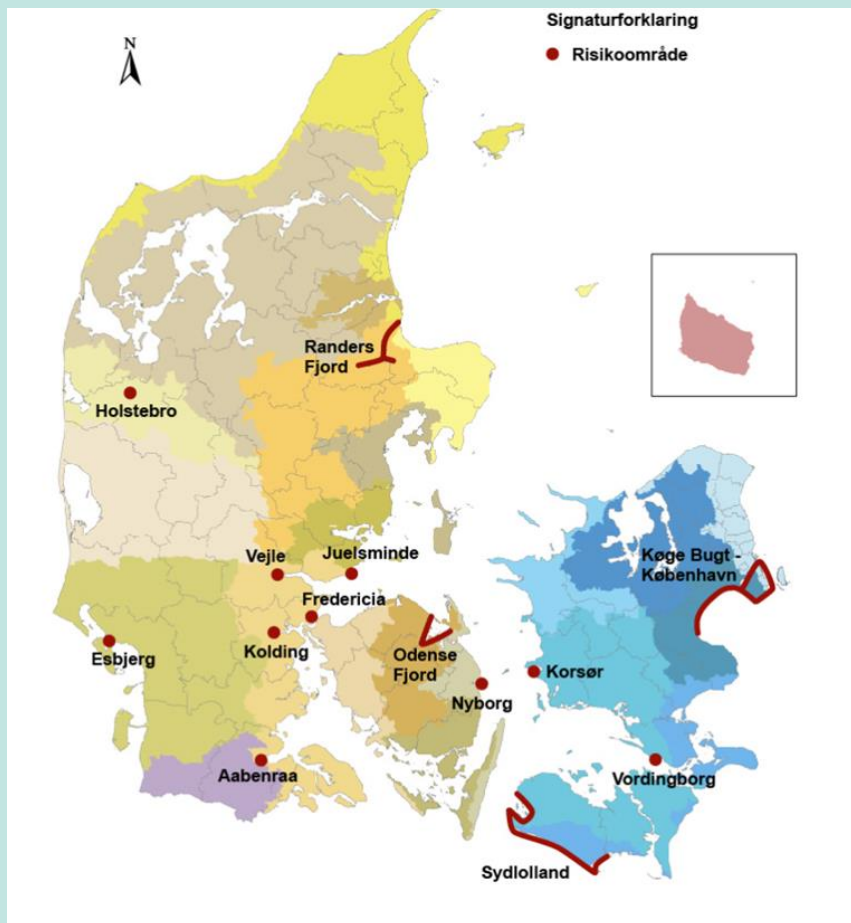 Signaturforklaring
N
Risikoområde
Randers
Fjord
Holstebro
Vejle
Juelsminde
Køge Bugt -
København
Fredericia
Esbjerg
Kolding
Odense
Fjord
Korsør
Nyborg
Aabenraa
Vordingborg
Sydlolland